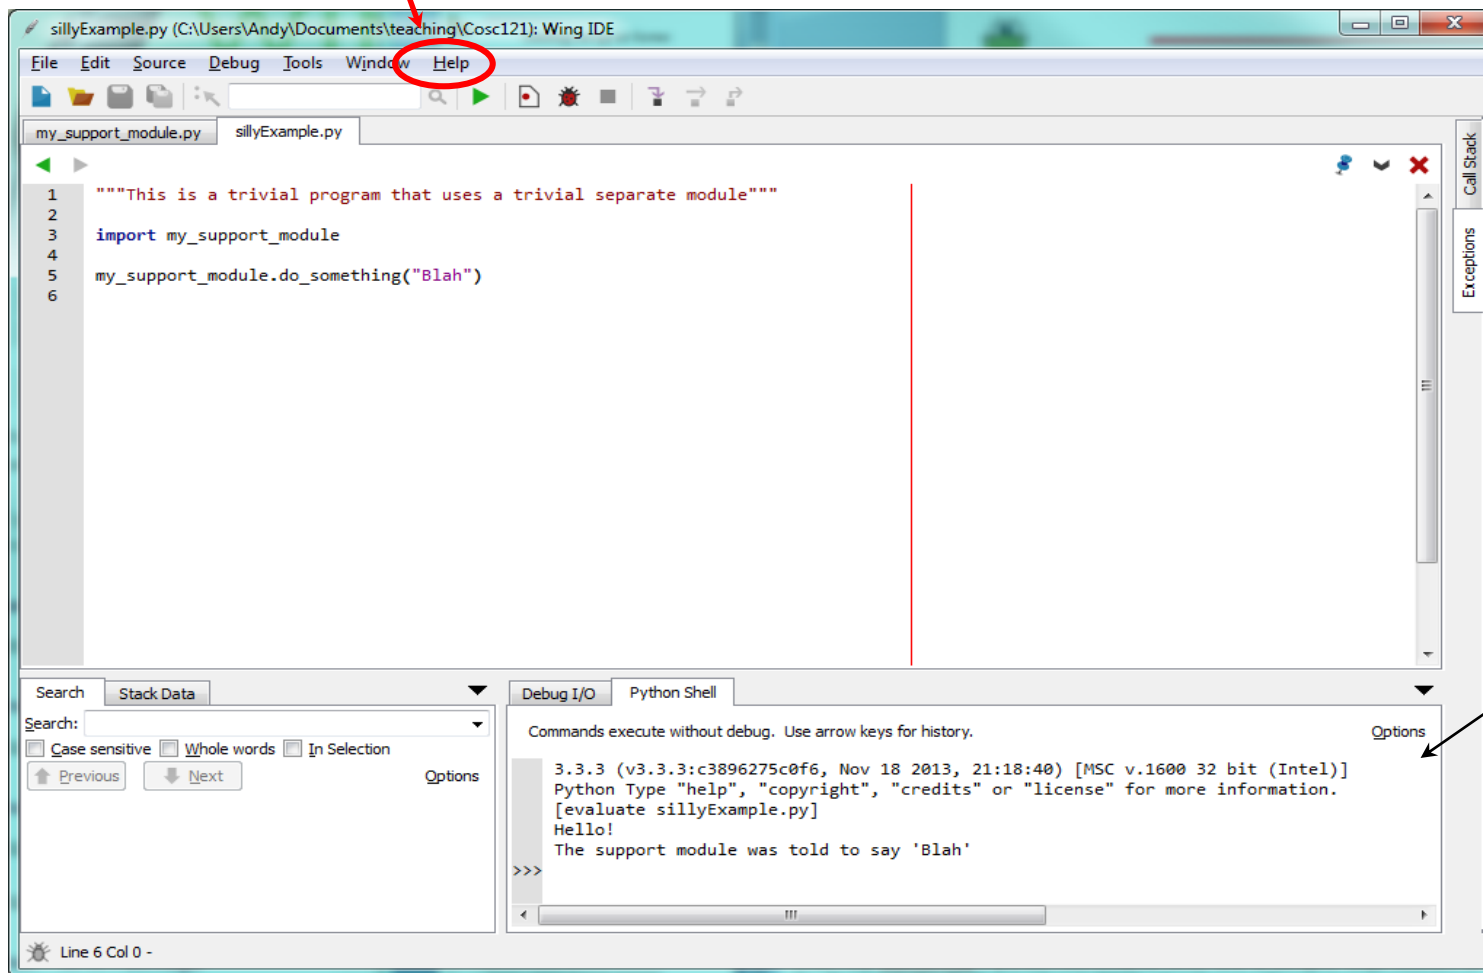 sillyExample.py (C:\Users\Andy\Documents\teaching\Cosc121): Wing IDE
File Edit Source Debug Tools Window Help
my_support_module.py sillyExample.py
1 """This is a trivial program that uses a trivial separate module"""
2
3 import my_support_module
4
5 my_support_module.do_something("Blah")
6
Call Stack
Exceptions
Search Stack Data
Search:
Case sensitive Whole words In Selection
Previous Next Options
Debug I/O Python Shell
Commands execute without debug. Use arrow keys for history. Options
3.3.3 (v3.3.3:c3896275c0f6, Nov 18 2013, 21:18:40) [MSC v.1600 32 bit (Intel)]
Python Type "help", "copyright", "credits" or "license" for more information.
[evaluate sillyExample.py]
Hello!
The support module was told to say 'Blah'
>>>
Line 6 Col 0 -